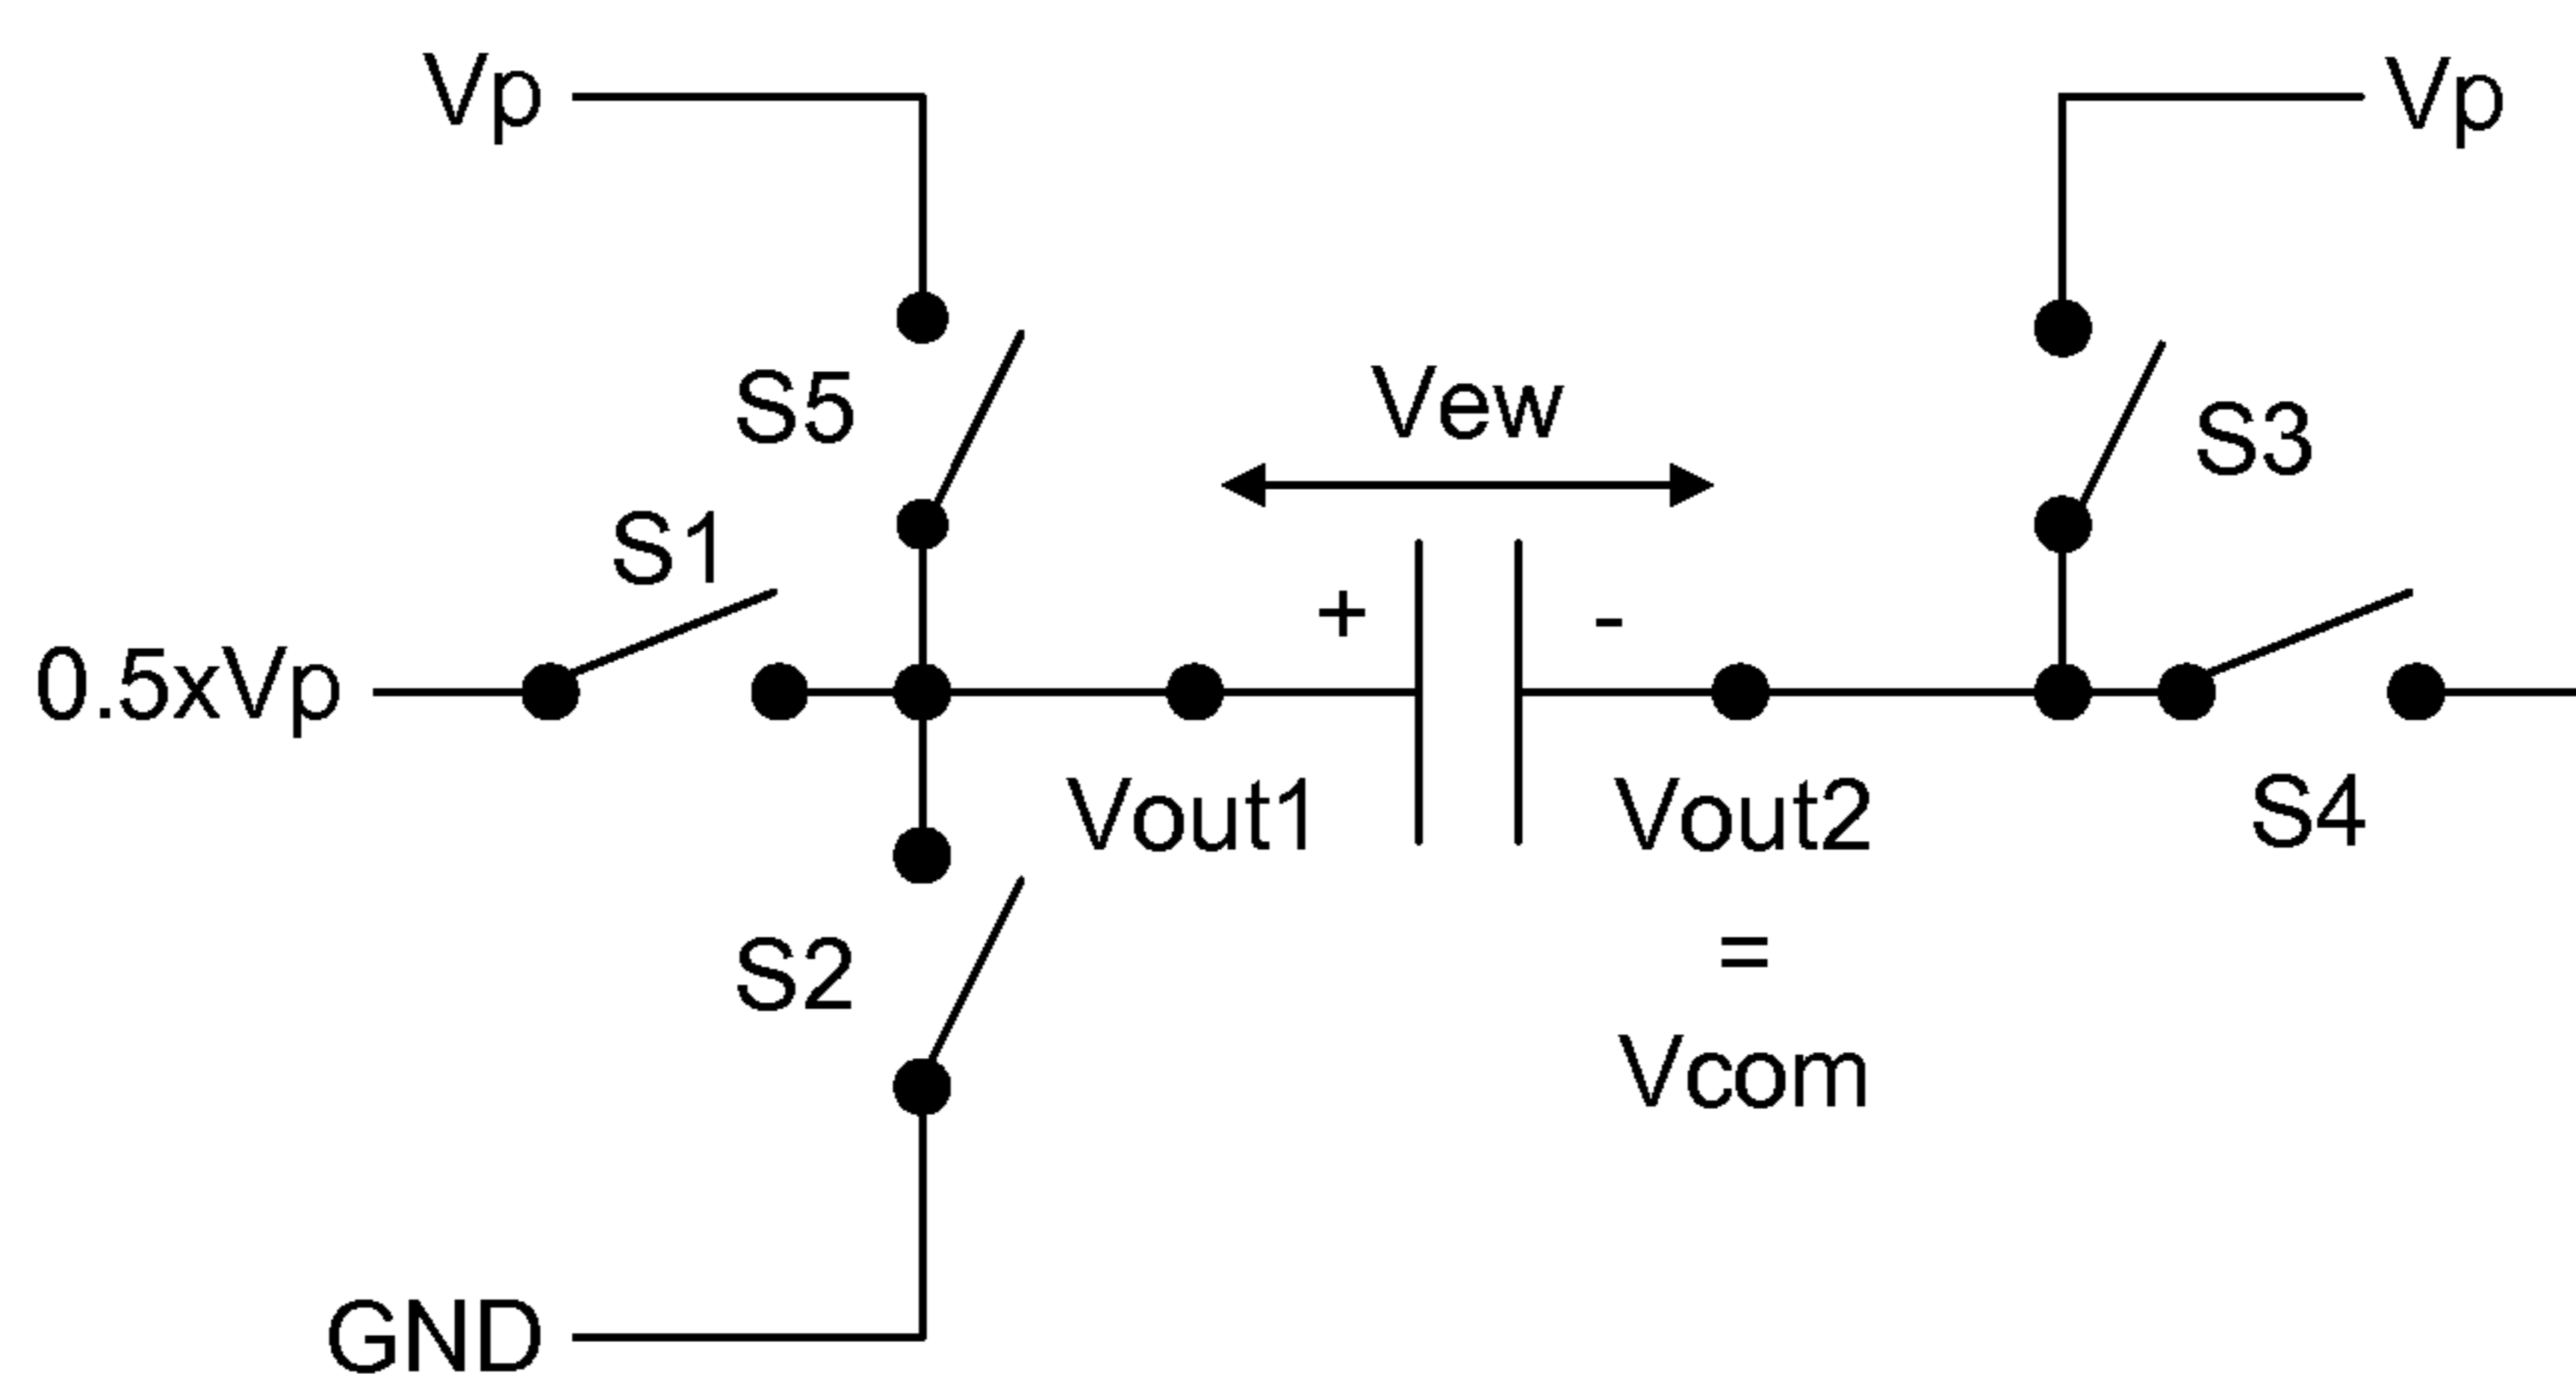 Vp
Vp
S5
Vew
S3
S1
+
-
0.5xVp
Vout1
Vout2
S4
S2
=
Vcom
GND